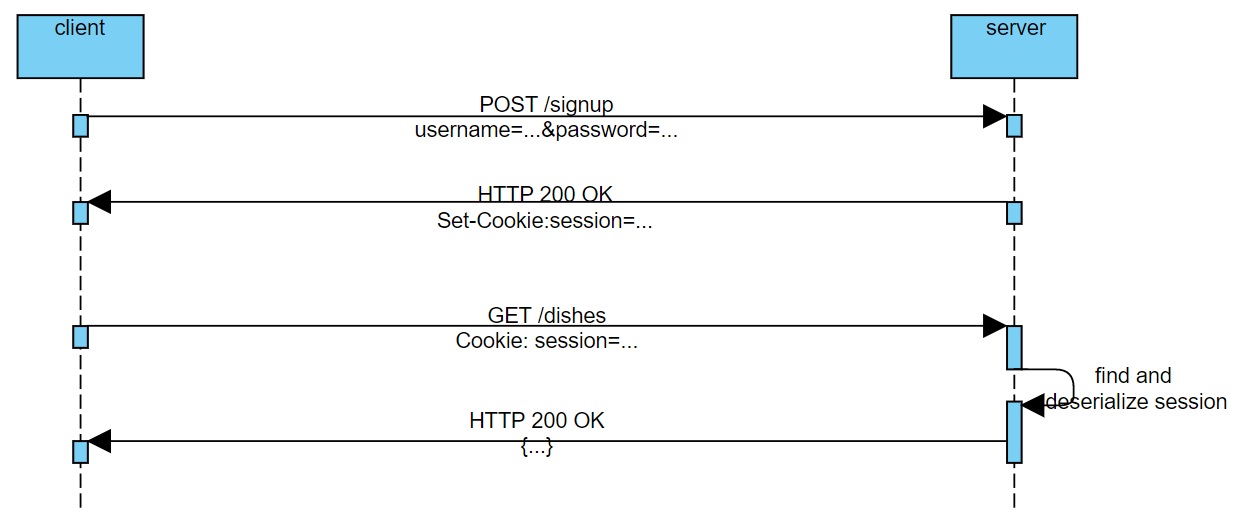 client
server
POST /signup
username=...&password=...
HTTP 200 OK
Set-Cookie:session=...
GET /dishes
Cookie: session=...
find and
deserialize session
HTTP 200 OK
{...}